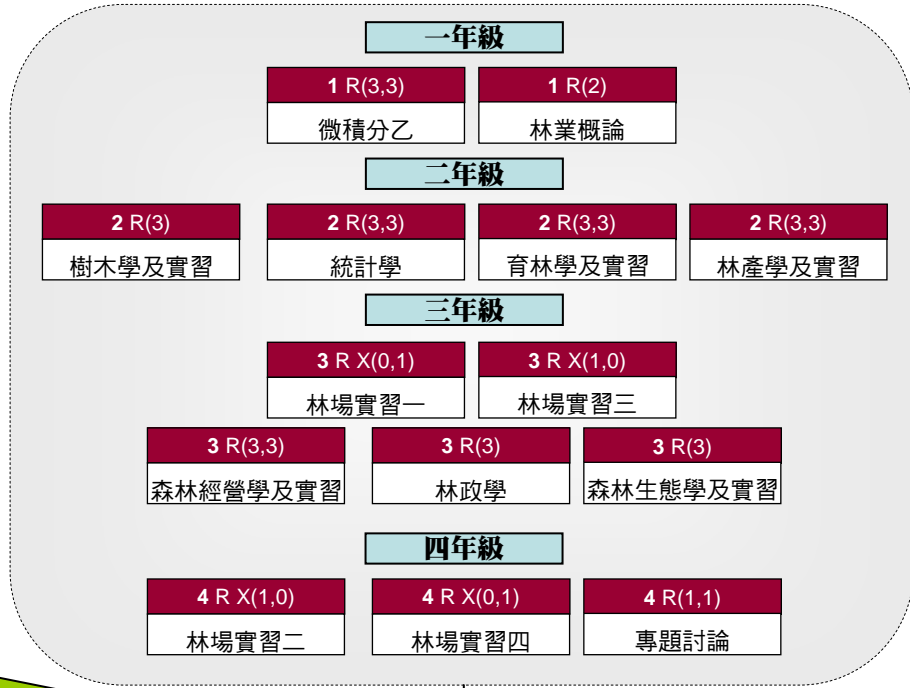 一年級
1 R(3,3)
1 R(2)
微積分乙
林業概論
二年級
2 R(3)
2 R(3,3)
2 R(3,3)
2 R(3,3)
樹木學及實習
統計學
育林學及實習
林產學及實習
三年級
3 R X(0,1)
3 R X(1,0)
林場實習一
林場實習三
3 R(3,3)
3 R(3)
3 R(3)
森林經營學及實習
林政學
森林生態學及實習
四年級
4 R X(1,0)
4 R X(0,1)
4 R(1,1)
林場實習二
林場實習四
專題討論